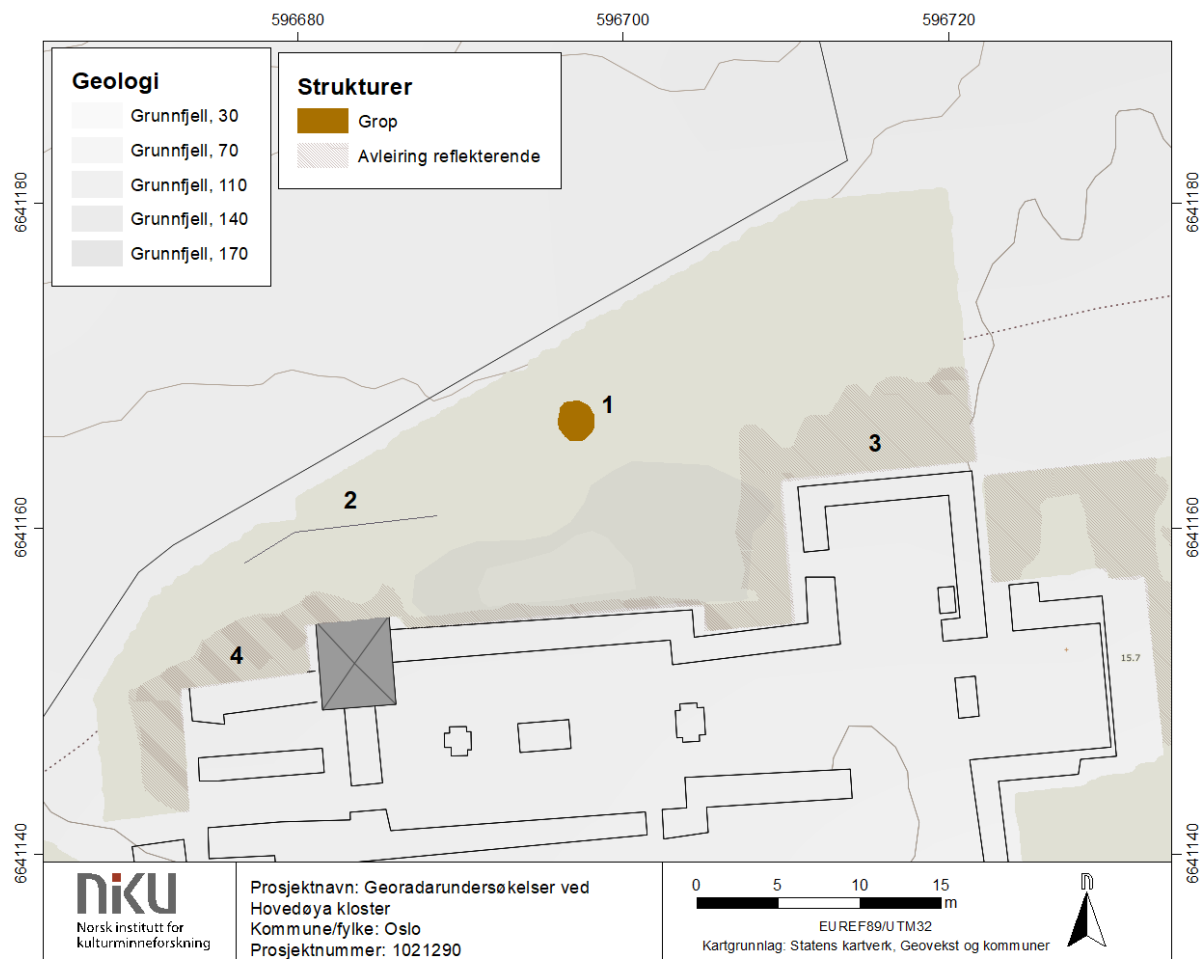 596680
596700
596720
Geologi
Grunnfjell, 30
Grunnfjell, 70
Grunnfjell, 110
Grunnfjell, 140
Grunnfjell, 170
Strukturer
Grop
Avleiring reflekterende
6641180
6641180
1
3
2
6641160
6641160
4
15.7
6641140
6641140
NIKU
Norsk institutt for
kulturminneforskning
Prosjektnavn: Georadarundersøkelser ved
Hovedøya kloster
Kommune/fylke: Oslo
Prosjektnummer: 1021290
0 5 10 15
m
EUREF89/UTM32
Kartgrunnlag: Statens kartverk, Geovekst og kommuner
N